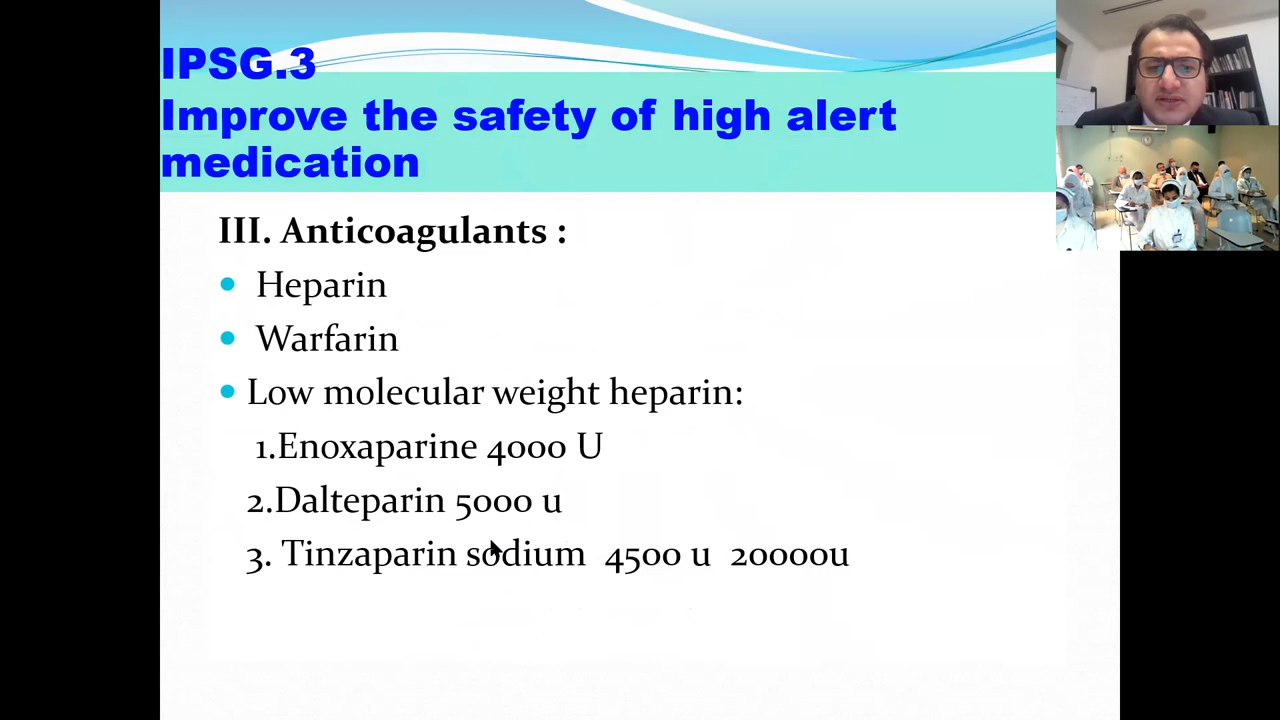 IPSG.3
Improve the safety of high alert
medication
III. Anticoagulants :
• Heparin
• Warfarin
• Low molecular weight heparin:
1.Enoxaparine 4000 U
2.Dalteparin 5000 u
3. Tinzaparin sodium 4500 u 20000u